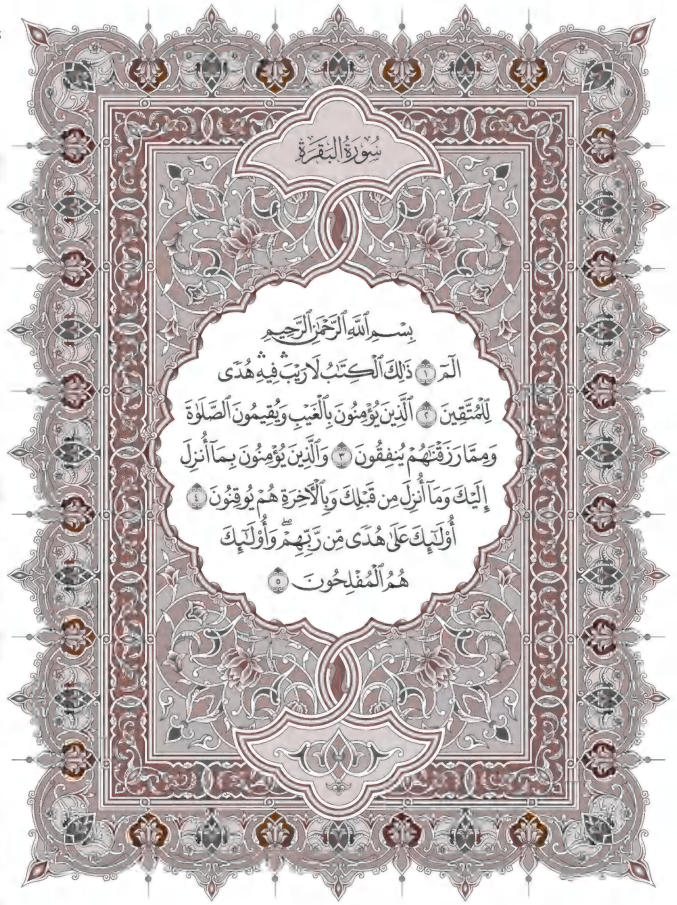 سُورَةُ البَقَرَةِ
بِسْمِ ٱللَّهِ ٱلرَّحْمَٰنِ ٱلرَّحِيمِ
الٓمٓ ١ ذَٰلِكَ ٱلْكِتَٰبُ لَا رَيْبَ ۛ فِيهِ ۛ هُدًى
لِّلْمُتَّقِينَ ٢ ٱلَّذِينَ يُؤْمِنُونَ بِٱلْغَيْبِ وَيُقِيمُونَ ٱلصَّلَوٰةَ
وَمِمَّا رَزَقْنَٰهُمْ يُنفِقُونَ ٣ وَٱلَّذِينَ يُؤْمِنُونَ بِمَآ أُنزِلَ
إِلَيْكَ وَمَآ أُنزِلَ مِن قَبْلِكَ وَبِٱلْءَاخِرَةِ هُمْ يُوقِنُونَ ٤
أُو۟لَٰٓئِكَ عَلَىٰ هُدًى مِّن رَّبِّهِمْ ۖ وَأُو۟لَٰٓئِكَ
هُمُ ٱلْمُفْلِحُونَ ٥